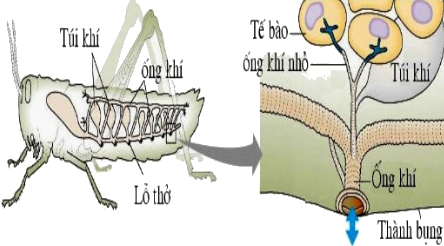 Túi khí
ống khí
Lỗ thở
Tế bào
ống khí nhỏ
Túi khí
Ống khí
Thành bụng